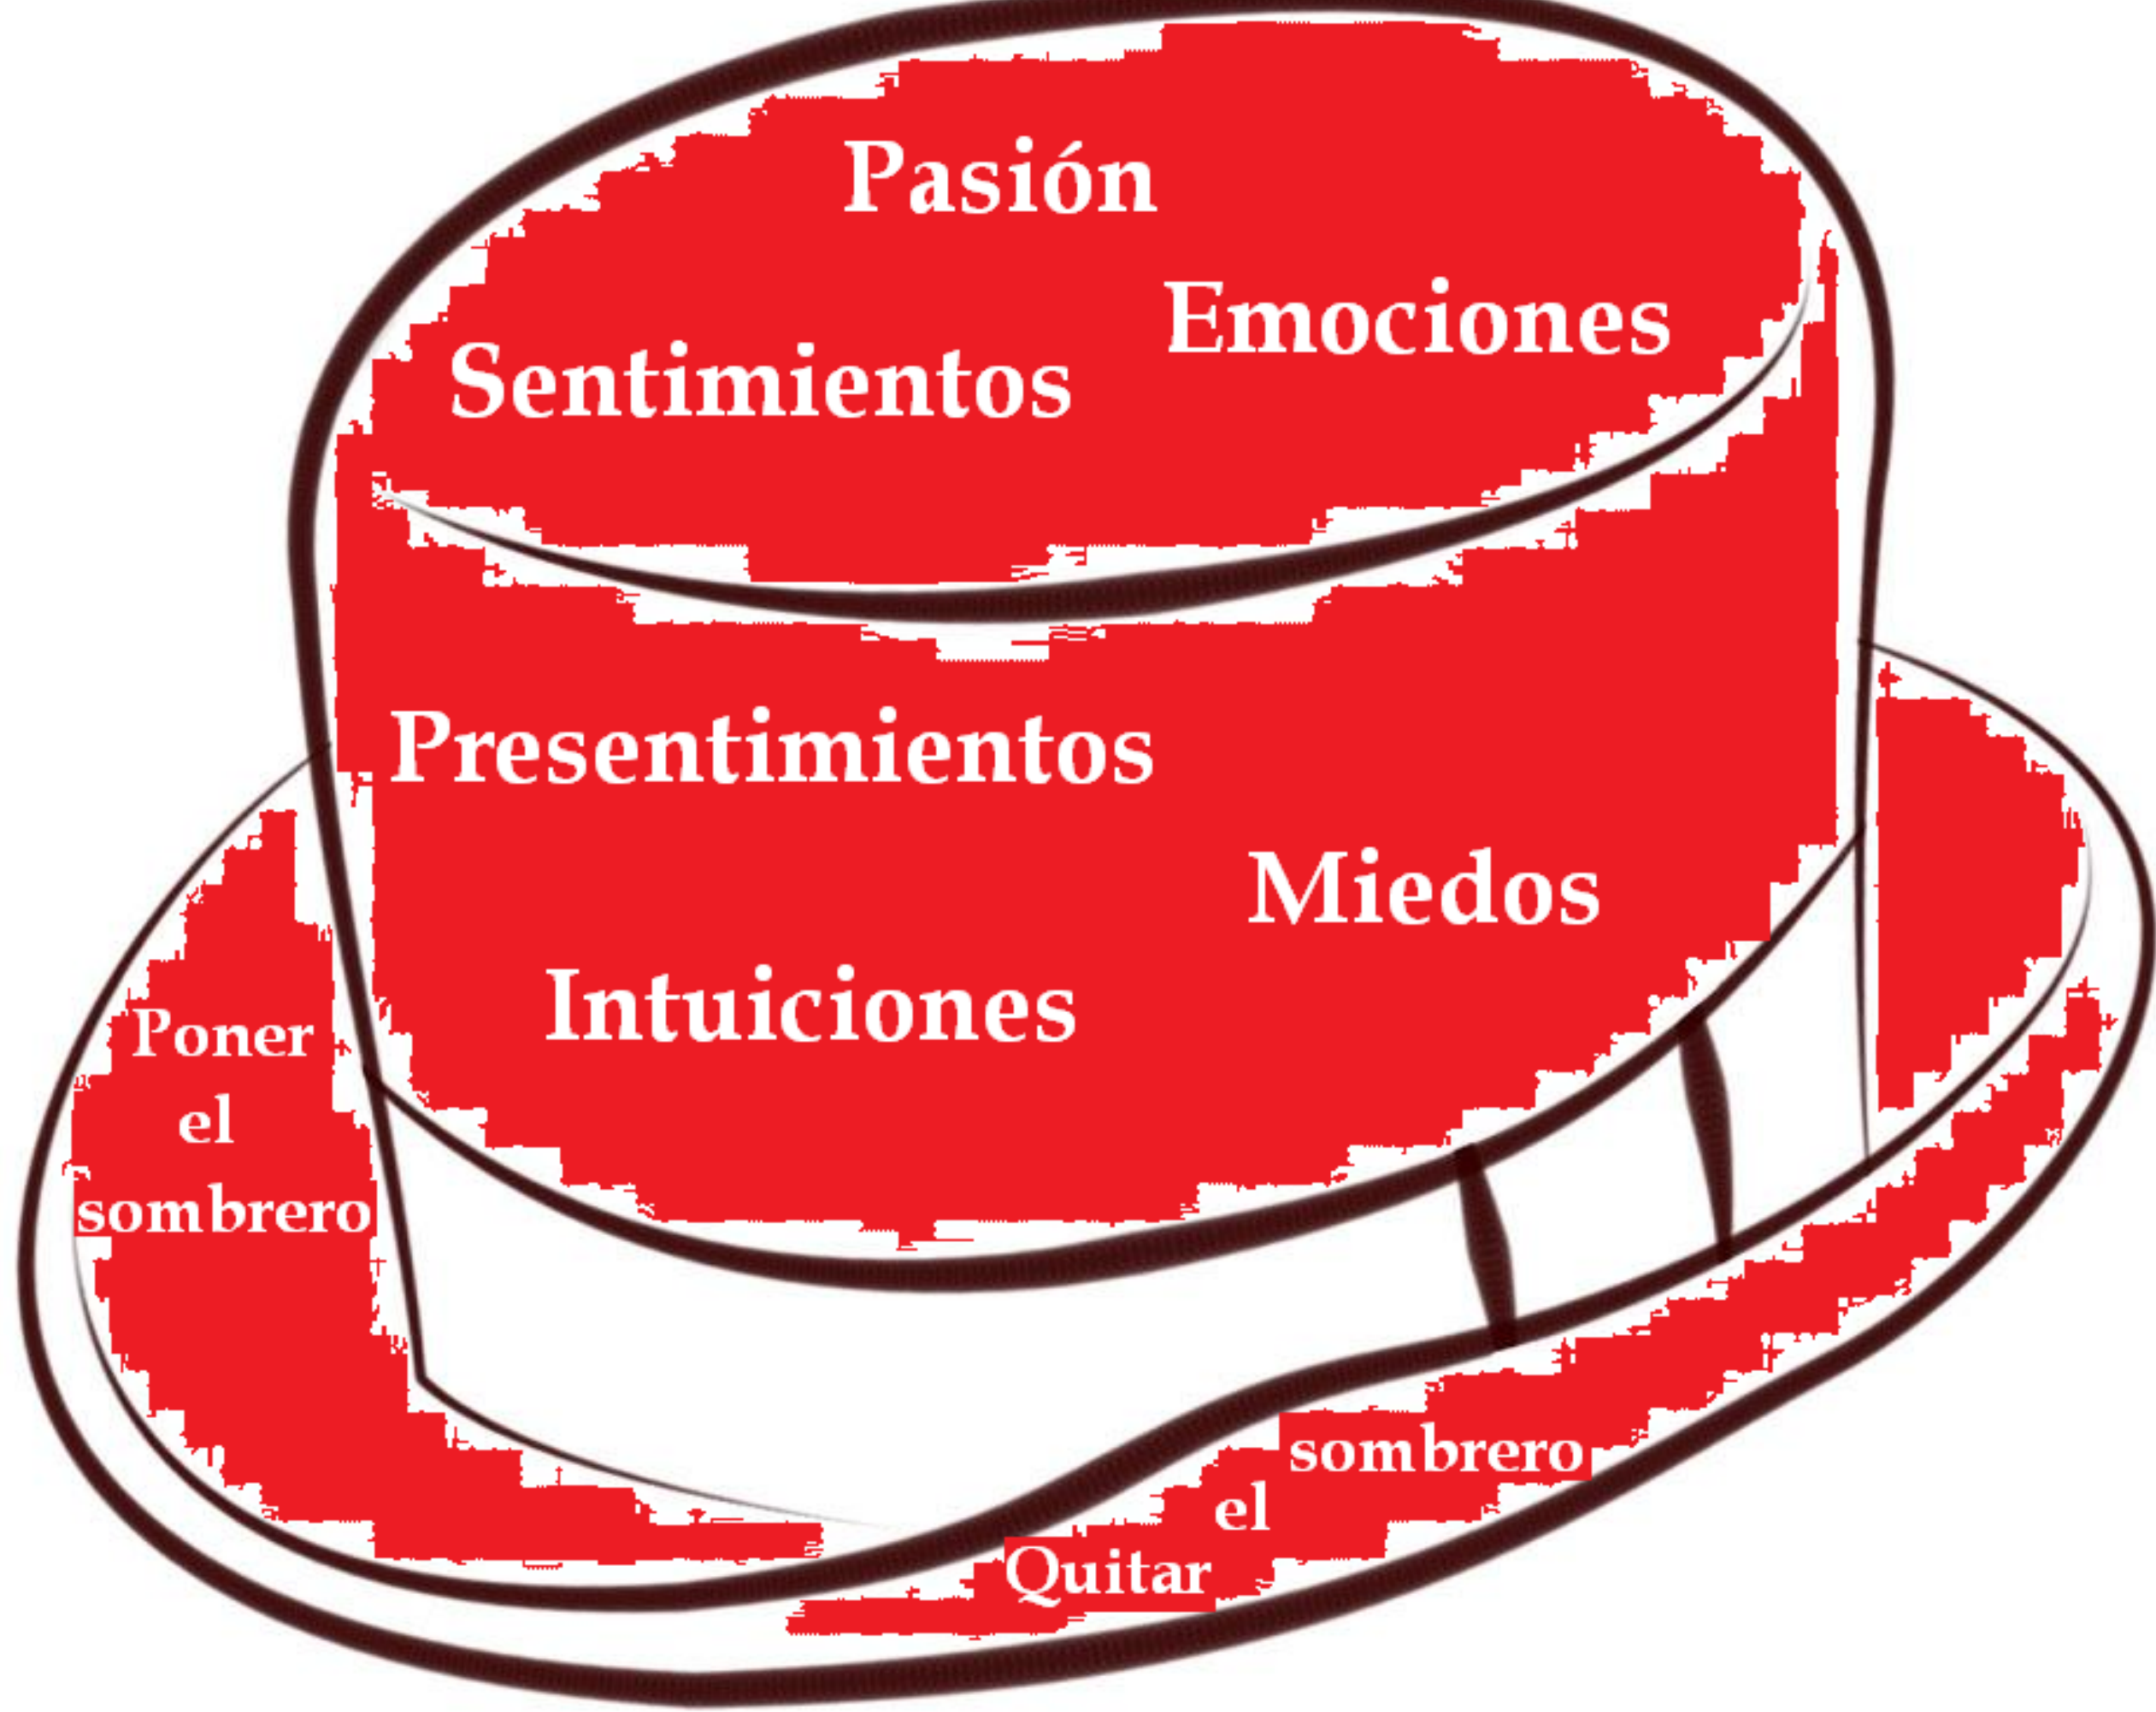 Pasión
Emociones
Sentimientos
Presentimientos
Miedos
Intuiciones
Poner
el
sombrero
Quitar
el
sombrero